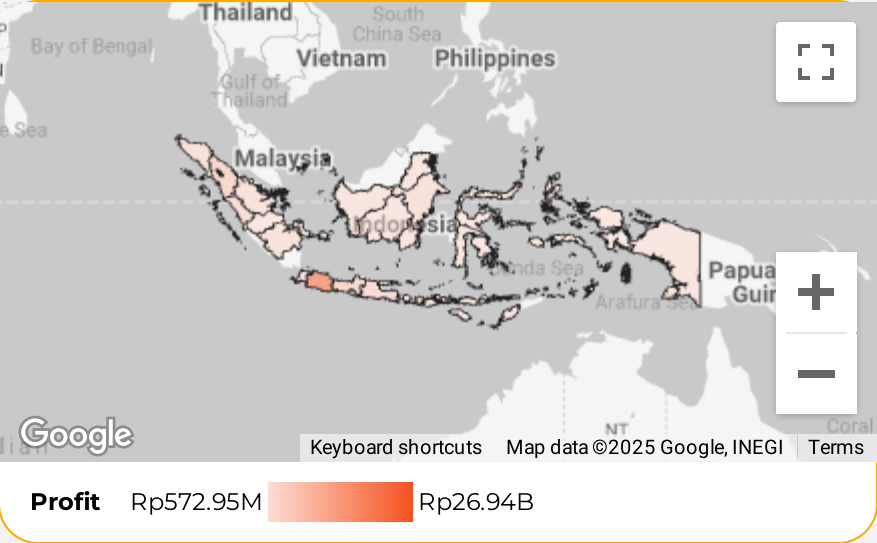 Thailand
South
China Sea
Bay of Bengal
Vietnam
Philippines
Gulf of
Thailand
e Sea
Malaysia
Indonesia
Banda Sea
Papua
Guin
Arafura Sea
NT
Coral
Google
Keyboard shortcuts
Map data ©2025 Google, INEGI
Terms
Profit Rp572.95M Rp26.94B